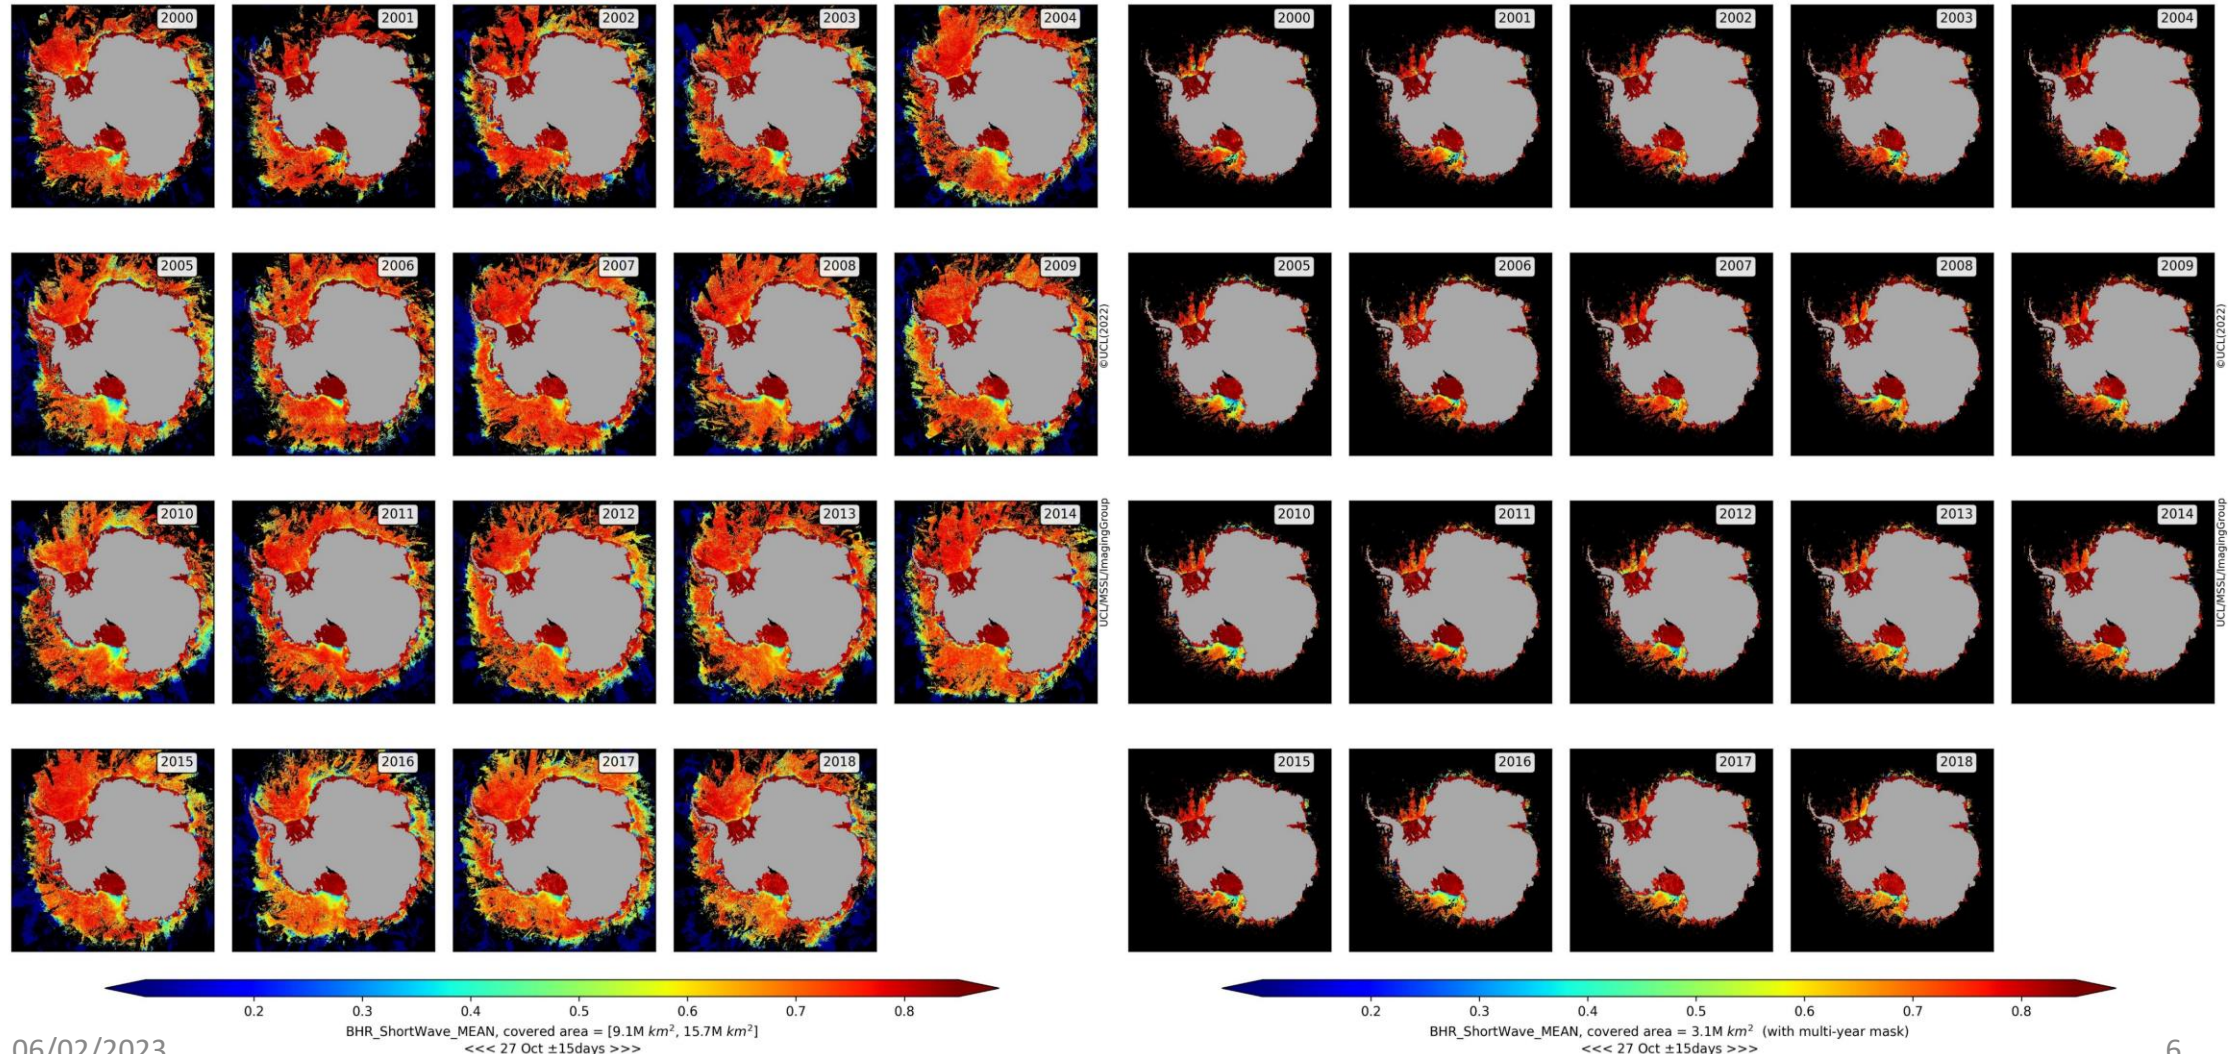 2000 2001 2002 2003 2004 2000 2001 2002 2003 2004
2005 2006 2007 2008 2009 2005 2006 2007 2008 2009
©UCL(2022) ©UCL(2022)
2010 2011 2012 2013 2014 2010 2011 2012 2013 2014
UCL/MSSL/ImagingGroup UCL/MSSL/ImagingGroup
2015 2016 2017 2018 2015 2016 2017 2018
0.2 0.3 0.4 0.5 0.6 0.7 0.8 0.2 0.3 0.4 0.5 0.6 0.7 0.8
BHR_ShortWave_MEAN, covered area = [9.1M km², 15.7M km²]
<<< 27 Oct ±15days >>>
BHR_ShortWave_MEAN, covered area = 3.1M km² (with multi-year mask)
<<< 27 Oct ±15days >>>
06/02/2023
6